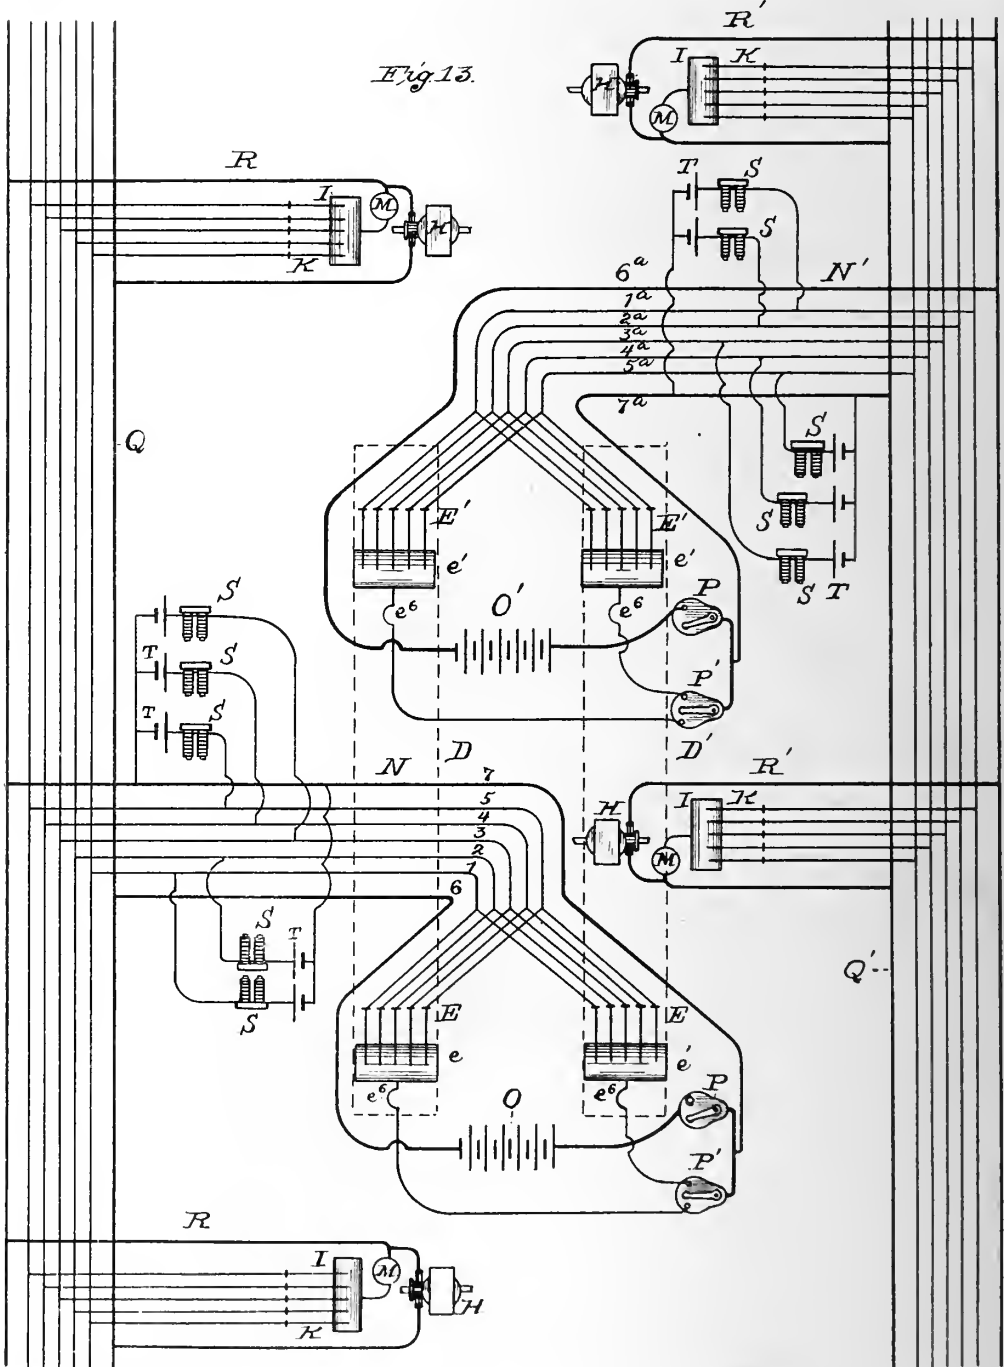 R'
I K
Fig. 13.
H
M
R
T S
I
M
S
H
K
6a N'
1a
2a
3a
4a
5a
7a
Q
S
E' E'
S
e' e'
O' P
e6 e6
S T
S
P'
T S
T S
D D'
N 7 R'
5 H I K
4
3
2 M
1
6
S T
Q'
S E E
e e'
e6 O e6 P
P'
R
I
M
H
K